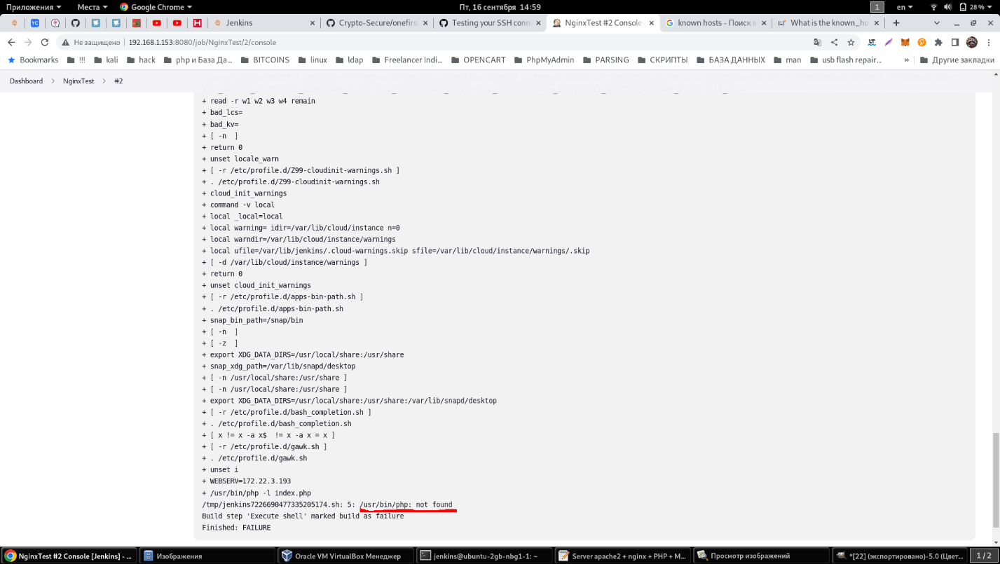 Приложения Места Google Chrome Пт, 16 сентября 14:59 1 en 28 %
Jenkins Crypto-Secure/onefirs Testing your SSH conn NginxTest #2 Console known hosts - Поиск в What is the known_ho
Не защищено 192.168.1.153:8080/job/NginxTest/2/console
Bookmarks !!! kali hack php и База Да... BITCOINS linux ldap Freelancer Indi... OPENCART PhpMyAdmin PARSING СКРИПТЫ БАЗА ДАННЫХ man usb flash repair... » Другие закладки
Dashboard NginxTest #2
+ read -r w1 w2 w3 w4 remain
+ bad_lcs=
+ bad_kv=
+ [ -n  ]
+ return 0
+ unset locale_warn
+ [ -r /etc/profile.d/Z99-cloudinit-warnings.sh ]
+ . /etc/profile.d/Z99-cloudinit-warnings.sh
+ cloud_init_warnings
+ command -v local
+ local _local=local
+ local warning= idir=/var/lib/cloud/instance n=0
+ local warndir=/var/lib/cloud/instance/warnings
+ local ufile=/var/lib/jenkins/.cloud-warnings.skip sfile=/var/lib/cloud/instance/warnings/.skip
+ [ -d /var/lib/cloud/instance/warnings ]
+ return 0
+ unset cloud_init_warnings
+ [ -r /etc/profile.d/apps-bin-path.sh ]
+ . /etc/profile.d/apps-bin-path.sh
+ snap_bin_path=/snap/bin
+ [ -n  ]
+ [ -z  ]
+ export XDG_DATA_DIRS=/usr/local/share:/usr/share
+ snap_xdg_path=/var/lib/snapd/desktop
+ [ -n /usr/local/share:/usr/share ]
+ [ -n /usr/local/share:/usr/share ]
+ export XDG_DATA_DIRS=/usr/local/share:/usr/share:/var/lib/snapd/desktop
+ [ -r /etc/profile.d/bash_completion.sh ]
+ . /etc/profile.d/bash_completion.sh
+ [ x != x -a x$  != x -a x = x ]
+ [ -r /etc/profile.d/gawk.sh ]
+ . /etc/profile.d/gawk.sh
+ unset i
+ WEBSERV=172.22.3.193
+ /usr/bin/php -l index.php
/tmp/jenkins7226690477335205174.sh: 5: /usr/bin/php: not found
Build step 'Execute shell' marked build as failure
Finished: FAILURE
NginxTest #2 Console [Jenkins] - ... Изображения Oracle VM VirtualBox Менеджер jenkins@ubuntu-2gb-nbg1-1: ~ Server apache2 + nginx + PHP + M... Просмотр изображений *[22] (экспортировано)-5.0 (Цвет... 1 / 2